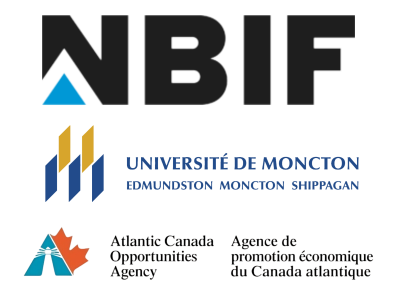 NBIF
UNIVERSITÉ DE MONCTON
EDMUNDSTON MONCTON SHIPPAGAN
Atlantic Canada
Opportunities
Agency
Agence de
promotion économique
du Canada atlantique